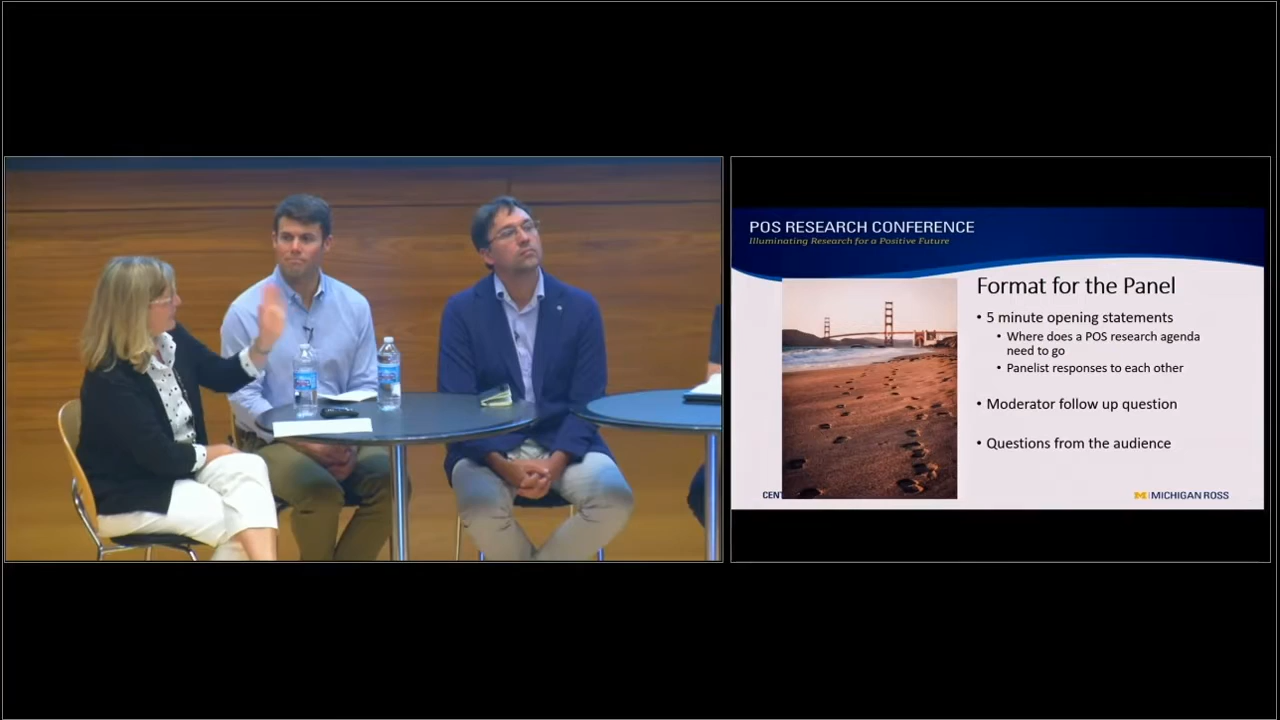 POS RESEARCH CONFERENCE
Illuminating Research for a Positive Future
Format for the Panel
• 5 minute opening statements
• Where does a POS research agenda
need to go
• Panelist responses to each other
• Moderator follow up question
• Questions from the audience
CENT
M MICHIGAN ROSS